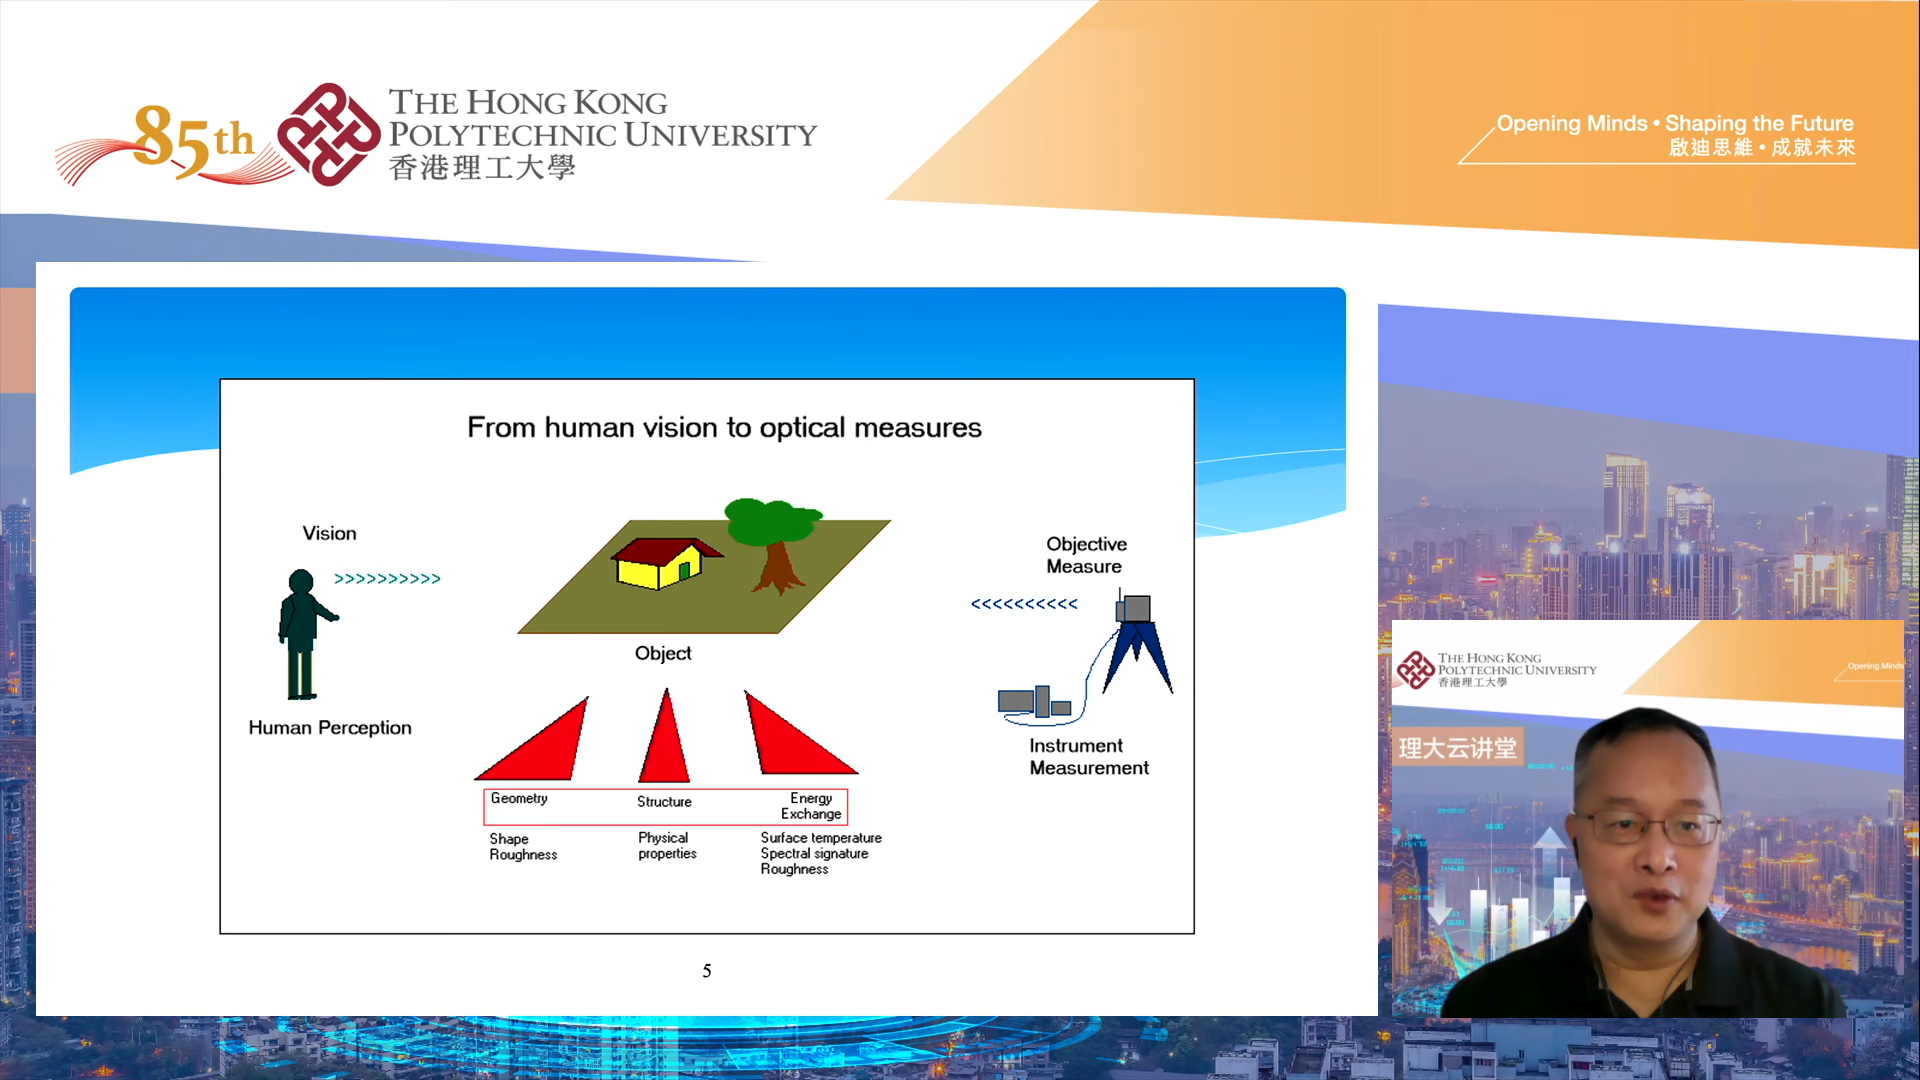 85th
THE HONG KONG
POLYTECHNIC UNIVERSITY
香港理工大學
Opening Minds • Shaping the Future
啟迪思維 • 成就未來
From human vision to optical measures
Vision
>>>>>>>>>>
Human Perception
Object
Objective
Measure
<<<<<<<<<<
Instrument
Measurement
Geometry
Structure
Energy
Exchange
Shape
Roughness
Physical
properties
Surface temperature
Spectral signature
Roughness
5
THE HONG KONG
POLYTECHNIC UNIVERSITY
香港理工大學
Opening Minds
理大云讲堂